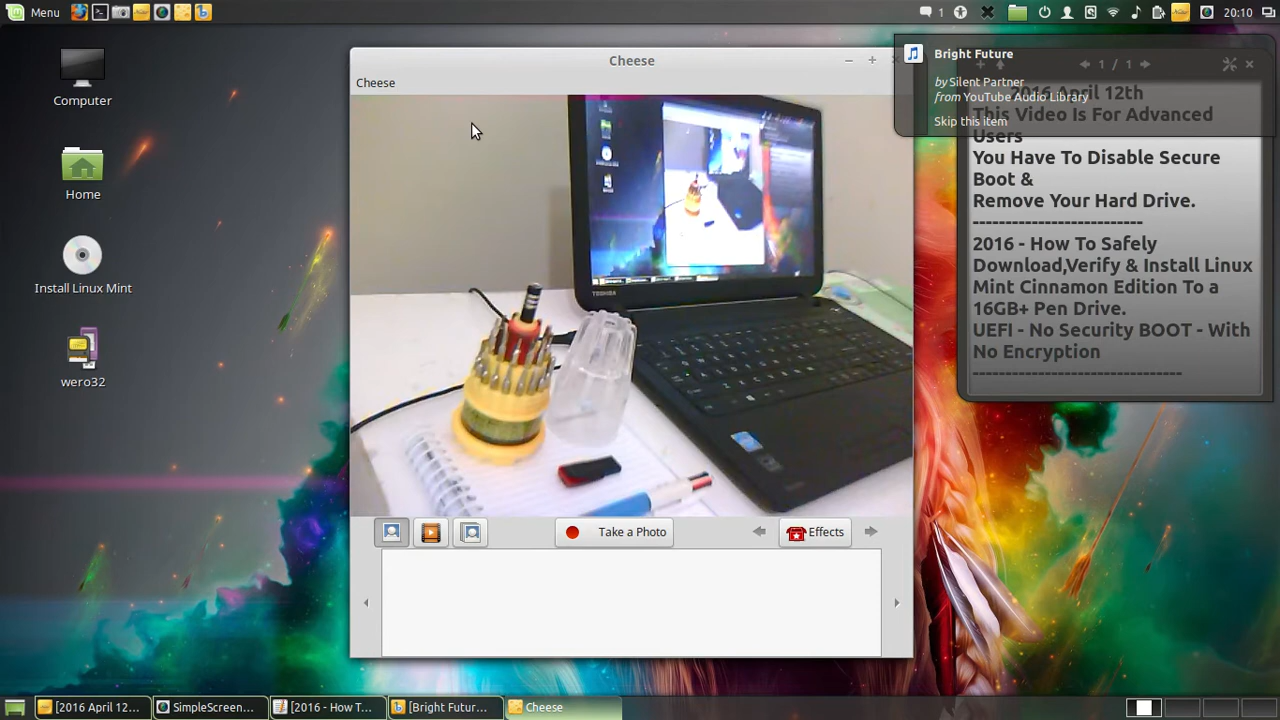 Menu
1
20:10
Computer
Home
Install Linux Mint
wero32
Cheese
Cheese
TOSHIBA
Take a Photo
Effects
Bright Future
by Silent Partner
from YouTube Audio Library
Skip this item
1 / 1
2016 April 12th
This Video Is For Advanced
Users
You Have To Disable Secure
Boot &
Remove Your Hard Drive.
--------------------------
2016 - How To Safely
Download,Verify & Install Linux
Mint Cinnamon Edition To a
16GB+ Pen Drive.
UEFI - No Security BOOT - With
No Encryption
--------------------------------
[2016 April 12...
SimpleScreen...
[2016 - How T...
[Bright Futur...
Cheese